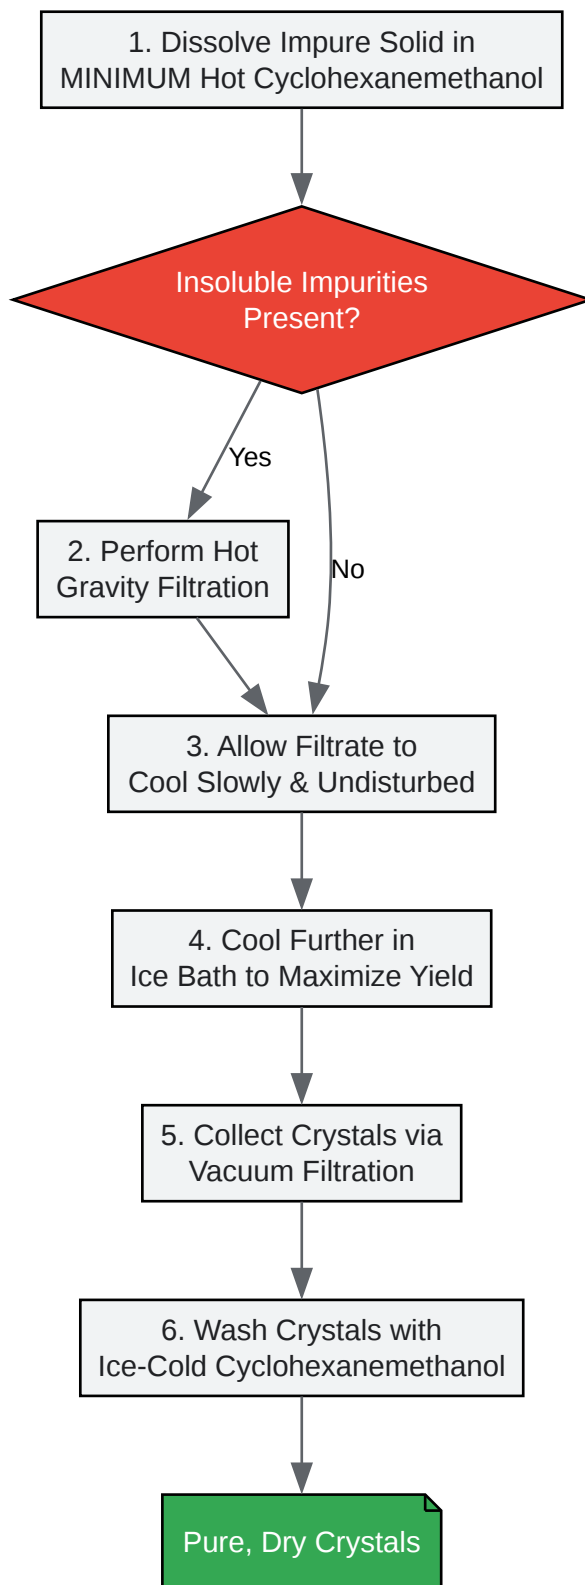 1. Dissolve Impure Solid in
MINIMUM Hot Cyclohexanemethanol
Insoluble Impurities
Present?
Yes
2. Perform Hot
Gravity Filtration
No
3. Allow Filtrate to
Cool Slowly & Undisturbed
4. Cool Further in
Ice Bath to Maximize Yield
5. Collect Crystals via
Vacuum Filtration
6. Wash Crystals with
Ice-Cold Cyclohexanemethanol
Pure, Dry Crystals